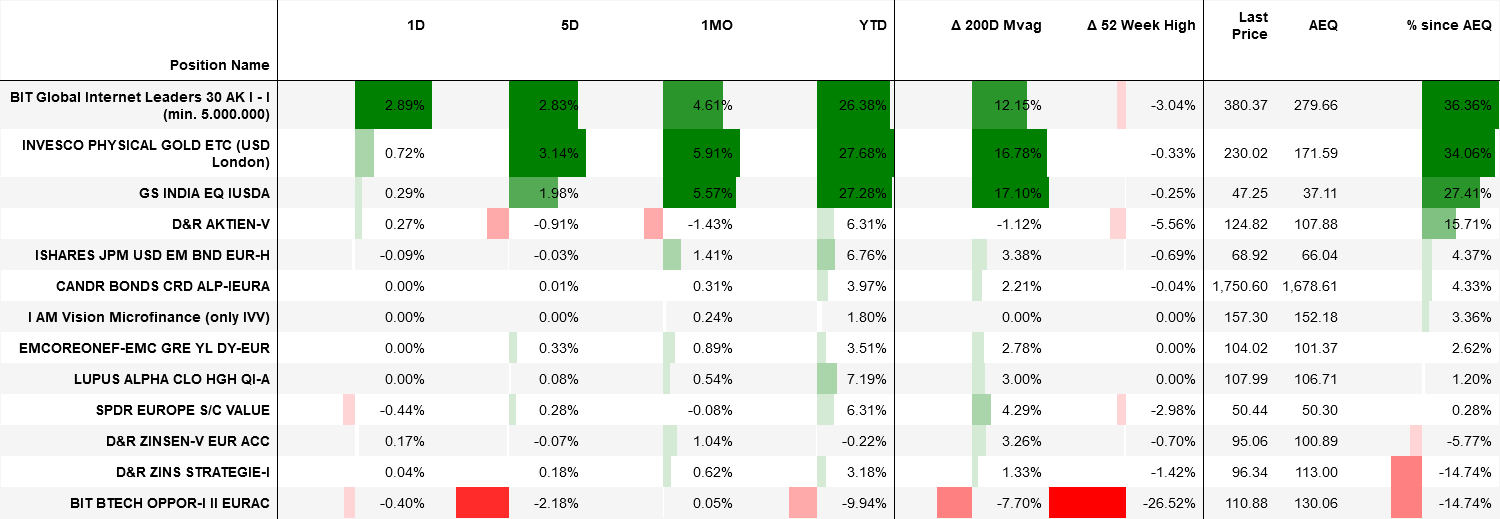 1D 5D 1MO YTD Δ 200D Mvag Δ 52 Week High Last Price AEQ % since AEQ
Position Name
BIT Global Internet Leaders 30 AK I - I (min. 5.000.000) 2.89% 2.83% 4.61% 26.38% 12.15% -3.04% 380.37 279.66 36.36%
INVESCO PHYSICAL GOLD ETC (USD London) 0.72% 3.14% 5.91% 27.68% 16.78% -0.33% 230.02 171.59 34.06%
GS INDIA EQ IUSDA 0.29% 1.98% 5.57% 27.28% 17.10% -0.25% 47.25 37.11 27.41%
D&R AKTIEN-V 0.27% -0.91% -1.43% 6.31% -1.12% -5.56% 124.82 107.88 15.71%
ISHARES JPM USD EM BND EUR-H -0.09% -0.03% 1.41% 6.76% 3.38% -0.69% 68.92 66.04 4.37%
CANDR BONDS CRD ALP-IEURA 0.00% 0.01% 0.31% 3.97% 2.21% -0.04% 1,750.60 1,678.61 4.33%
I AM Vision Microfinance (only IVV) 0.00% 0.00% 0.24% 1.80% 0.00% 0.00% 157.30 152.18 3.36%
EMCOREONEF-EMC GRE YL DY-EUR 0.00% 0.33% 0.89% 3.51% 2.78% 0.00% 104.02 101.37 2.62%
LUPUS ALPHA CLO HGH QI-A 0.00% 0.08% 0.54% 7.19% 3.00% 0.00% 107.99 106.71 1.20%
SPDR EUROPE S/C VALUE -0.44% 0.28% -0.08% 6.31% 4.29% -2.98% 50.44 50.30 0.28%
D&R ZINSEN-V EUR ACC 0.17% -0.07% 1.04% -0.22% 3.26% -0.70% 95.06 100.89 -5.77%
D&R ZINS STRATEGIE-I 0.04% 0.18% 0.62% 3.18% 1.33% -1.42% 96.34 113.00 -14.74%
BIT BTECH OPPOR-I II EURAC -0.40% -2.18% 0.05% -9.94% -7.70% -26.52% 110.88 130.06 -14.74%